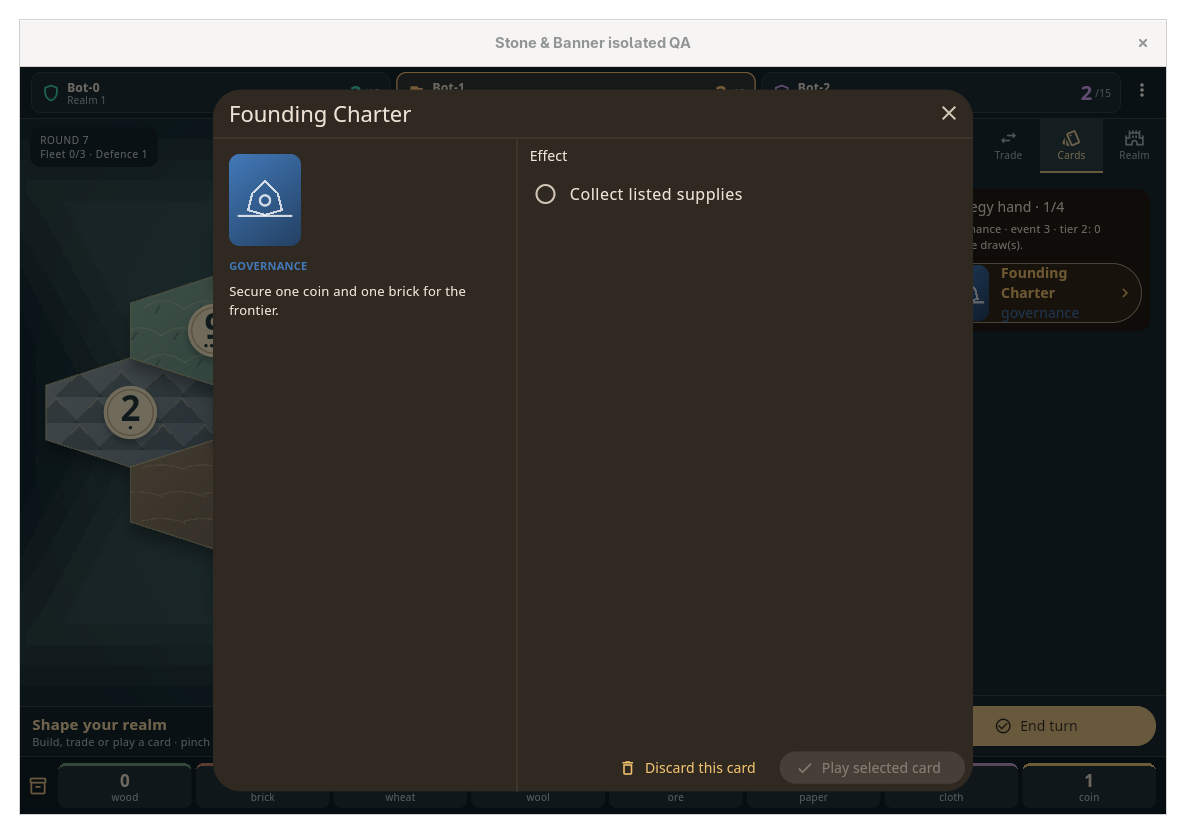 Stone & Banner isolated QA
Bot-0
Realm 1
Bot-1
Bot-2
2 /15
ROUND 7
Fleet 0/3 · Defence 1
Founding Charter
Trade
Cards
Realm
GOVERNANCE
Secure one coin and one brick for the
frontier.
Effect
Collect listed supplies
hand · 1/4
· event 3 · tier 2: 0
draw(s).
Founding
Charter
governance
2
Shape your realm
Build, trade or play a card · pinch
Discard this card
Play selected card
End turn
0
wood
brick
wheat
wool
ore
paper
cloth
1
coin